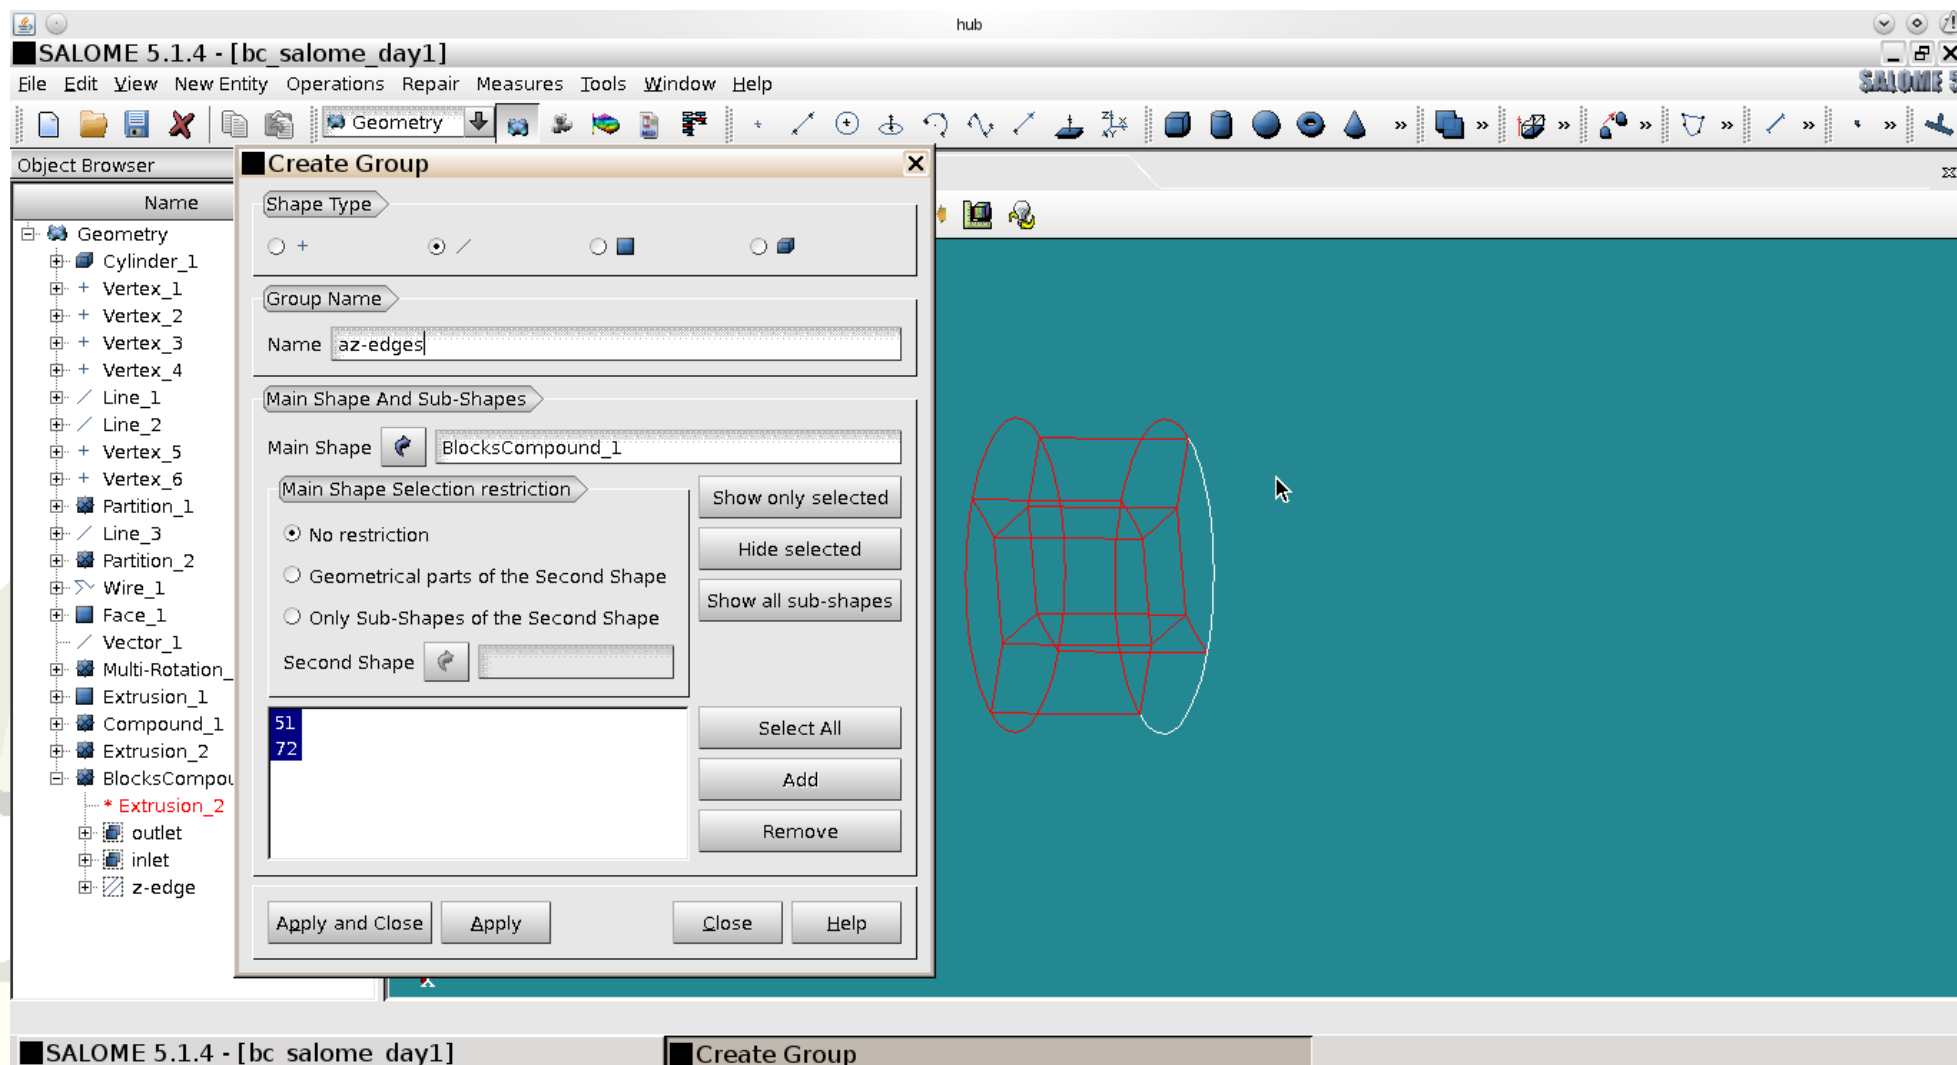 hub
SALOME 5.1.4 - [bc_salome_day1]
File Edit View New Entity Operations Repair Measures Tools Window Help
SALOME 5
Geometry
» » » » » » »
Object Browser
Create Group
Name
Shape Type
Geometry
Cylinder_1
Vertex_1
Vertex_2
Vertex_3
Vertex_4
Line_1
Line_2
Vertex_5
Vertex_6
Partition_1
Line_3
Partition_2
Wire_1
Face_1
Vector_1
Multi-Rotation_
Extrusion_1
Compound_1
Extrusion_2
BlocksCompou
* Extrusion_2
outlet
inlet
z-edge
Group Name
Name az-edges
Main Shape And Sub-Shapes
Main Shape BlocksCompound_1
Main Shape Selection restriction
No restriction
Geometrical parts of the Second Shape
Only Sub-Shapes of the Second Shape
Second Shape
Show only selected
Hide selected
Show all sub-shapes
51
72
Select All
Add
Remove
Apply and Close Apply Close Help
X
SALOME 5.1.4 - [bc_salome_day1] Create Group